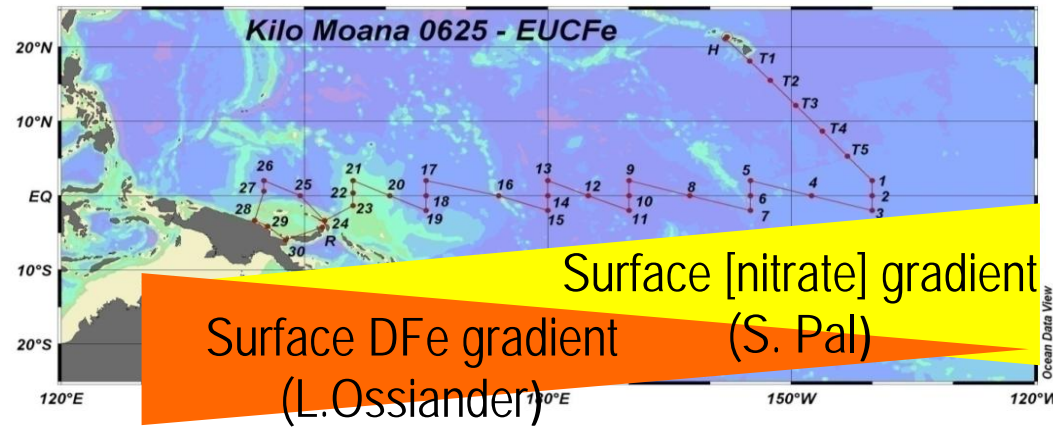 Kilo Moana 0625 - EUCFe
20°N
10°N
EQ
10°S
20°S
H
T1
T2
T3
T4
T5
26
21
17
13
9
5
1
27
25
22
20
18
16
14
12
10
8
6
4
2
28
29
24
23
19
15
11
7
3
30
R
Surface [nitrate] gradient
(S. Pal)
Surface DFe gradient
(L.Ossiander)
Ocean Data View
120°E
180°E
150°W
120°W